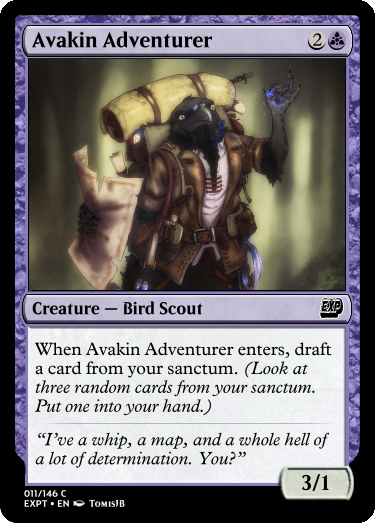 Avakin Adventurer 2
Creature — Bird Scout EXP
When Avakin Adventurer enters, draft
a card from your sanctum. (Look at
three random cards from your sanctum.
Put one into your hand.)
“I’ve a whip, a map, and a whole hell of
a lot of determination. You?”
3/1
011/146 C
EXPT • EN TomisJB